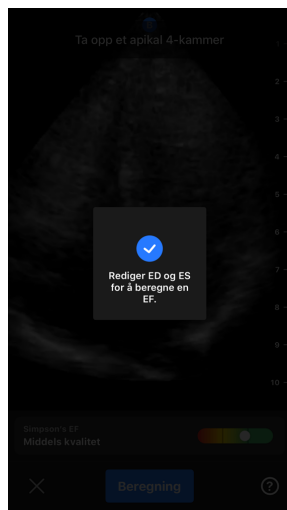 Ta opp et apikal 4-kammer
2
3
4
5
6
7
8
9
10
Rediger ED og ES
for å beregne en
EF.
Simpson's EF
Middels kvalitet
Beregning
?